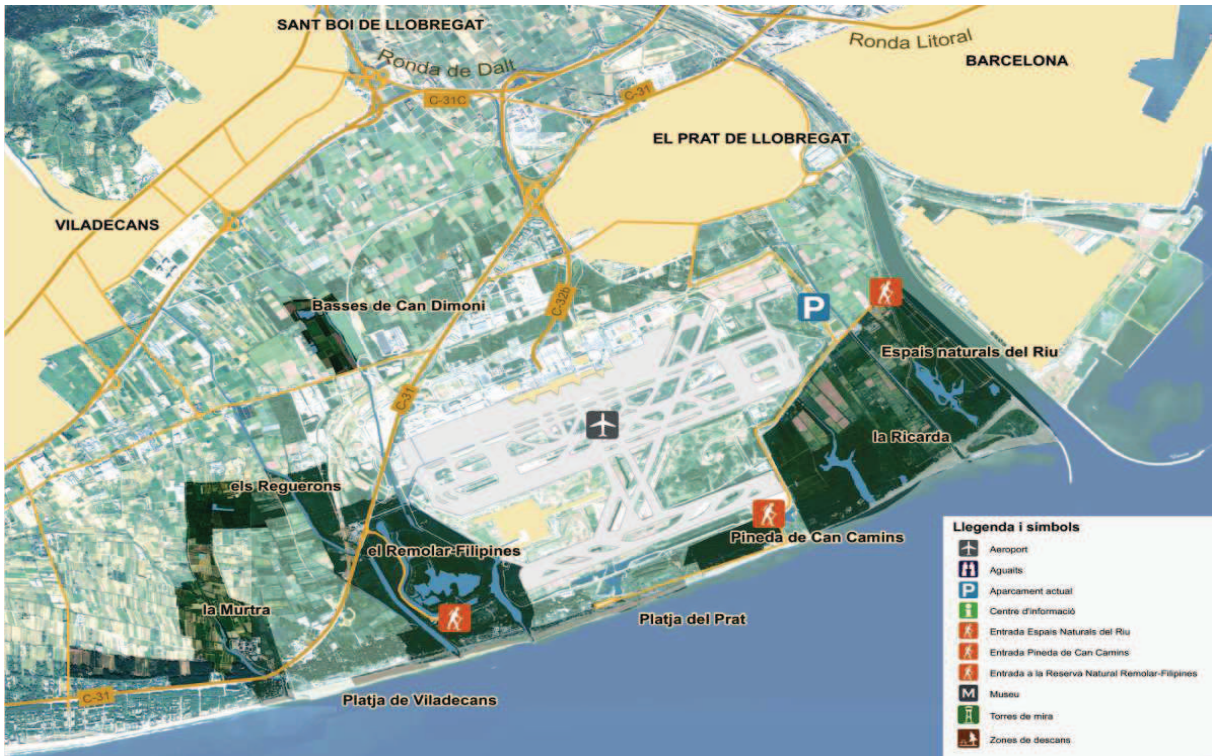 SANT BOI DE LLOBREGAT
Ronda Litoral
BARCELONA
Ronda de Dalt
C-31C
C-31
EL PRAT DE LLOBREGAT
VILADECANS
Basses de Can Dimoni
C-32b
P
Espais naturals del Riu
C-31
la Ricarda
els Reguerons
Pineda de Can Camins
el Remolar-Filipines
la Murtra
Platja del Prat
C-31
Platja de Viladecans
Llegenda i símbols
Aeroport
Aguaits
P Aparcament actual
Centre d'informació
Entrada Espais Naturals del Riu
Entrada Pineda de Can Camins
Entrada a la Reserva Natural Remolar-Filipines
M Museu
Torres de mira
Zones de descans